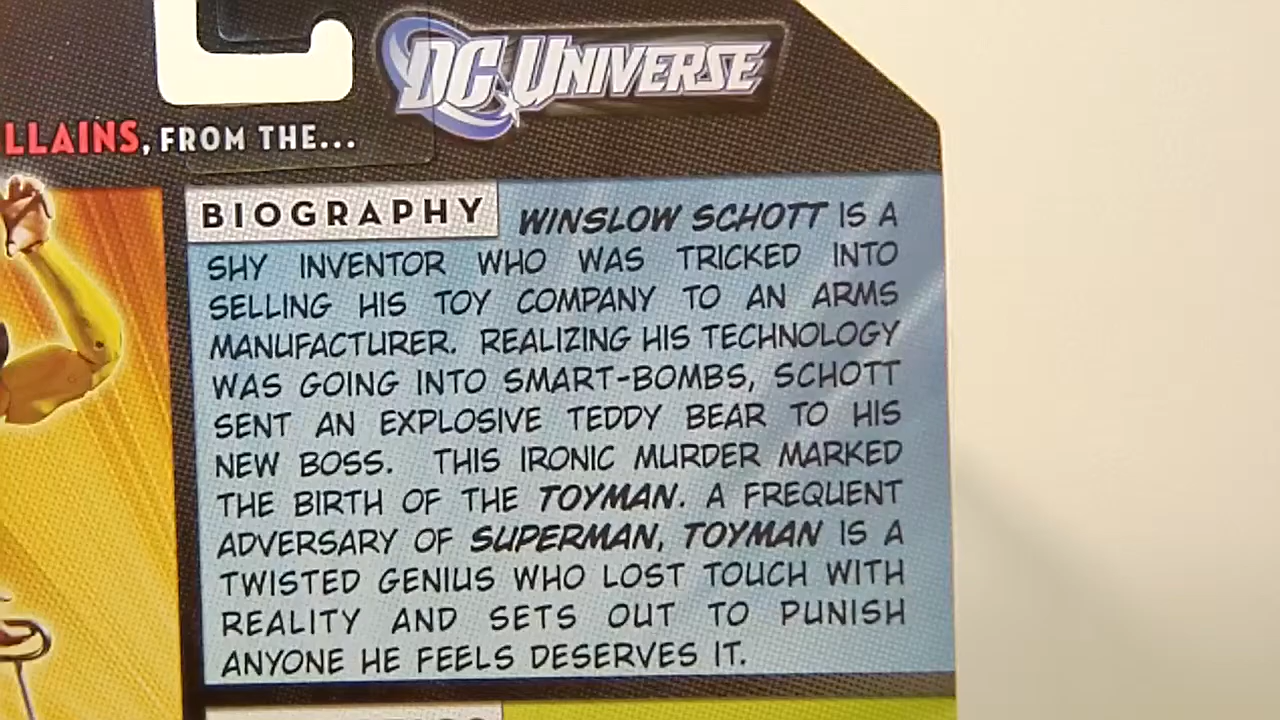 DC UNIVERSE
LLAINS, FROM THE...
BIOGRAPHY WINSLOW SCHOTT IS A
SHY INVENTOR WHO WAS TRICKED INTO
SELLING HIS TOY COMPANY TO AN ARMS
MANUFACTURER. REALIZING HIS TECHNOLOGY
WAS GOING INTO SMART-BOMBS, SCHOTT
SENT AN EXPLOSIVE TEDDY BEAR TO HIS
NEW BOSS. THIS IRONIC MURDER MARKED
THE BIRTH OF THE TOYMAN. A FREQUENT
ADVERSARY OF SUPERMAN, TOYMAN IS A
TWISTED GENIUS WHO LOST TOUCH WITH
REALITY AND SETS OUT TO PUNISH
ANYONE HE FEELS DESERVES IT.